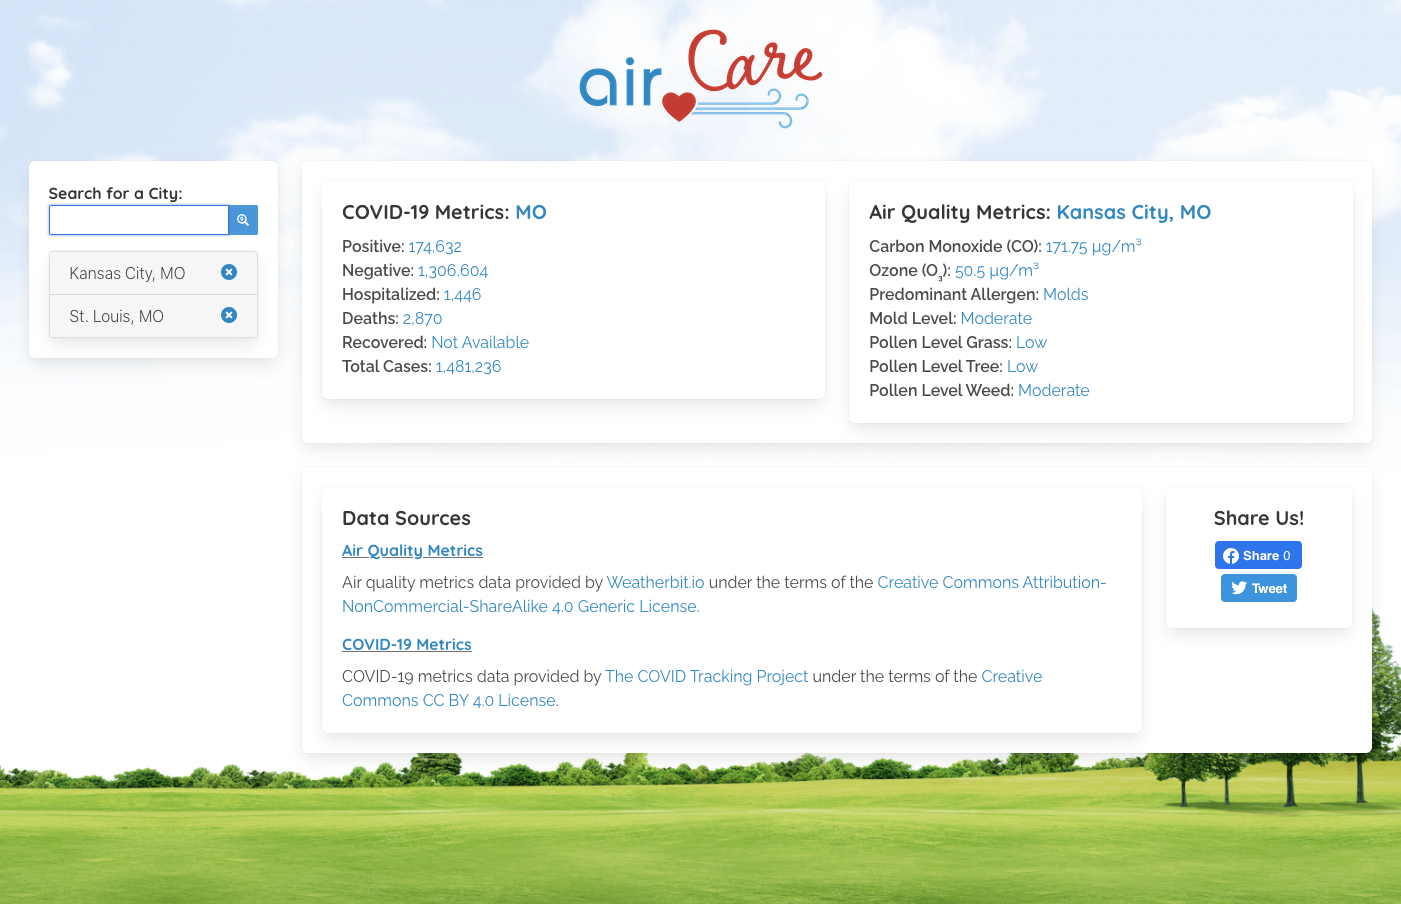 air Care
Search for a City:
Kansas City, MO
St. Louis, MO
COVID-19 Metrics: MO
Positive: 174,632
Negative: 1,306,604
Hospitalized: 1,446
Deaths: 2,870
Recovered: Not Available
Total Cases: 1,481,236
Air Quality Metrics: Kansas City, MO
Carbon Monoxide (CO): 171.75 µg/m³
Ozone (O₃): 50.5 µg/m³
Predominant Allergen: Molds
Mold Level: Moderate
Pollen Level Grass: Low
Pollen Level Tree: Low
Pollen Level Weed: Moderate
Data Sources
Air Quality Metrics
Air quality metrics data provided by Weatherbit.io under the terms of the Creative Commons Attribution-
NonCommercial-ShareAlike 4.0 Generic License.
COVID-19 Metrics
COVID-19 metrics data provided by The COVID Tracking Project under the terms of the Creative
Commons CC BY 4.0 License.
Share Us!
Share 0
Tweet